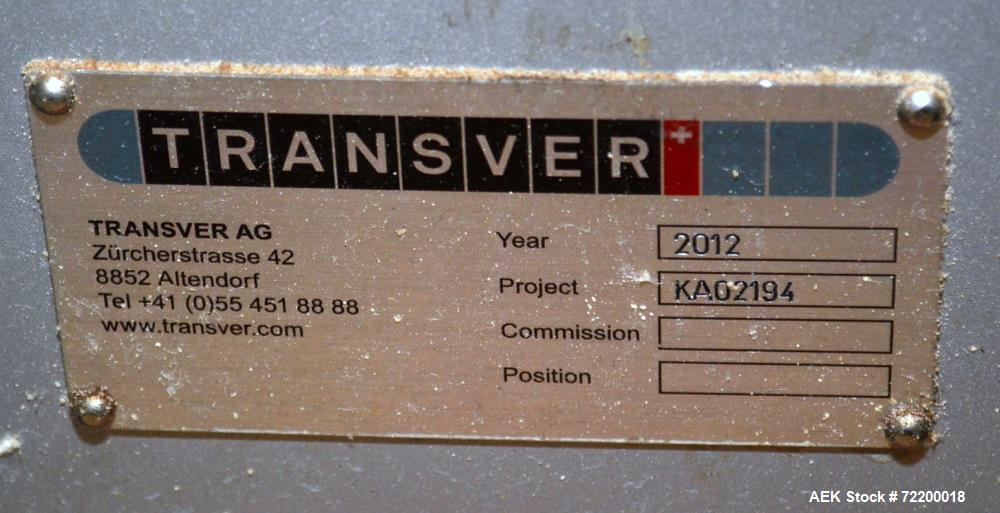 TRANSVER
TRANSVER AG
Zürcherstrasse 42
8852 Altendorf
Tel +41 (0)55 451 88 88
www.transver.com
Year 2012
Project KA02194
Commission
Position
AEK Stock # 72200018